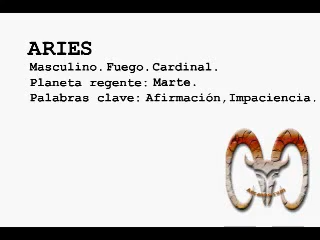 ARIES
Masculino. Fuego. Cardinal.
Planeta regente: Marte.
Palabras clave: Afirmación, Impaciencia.